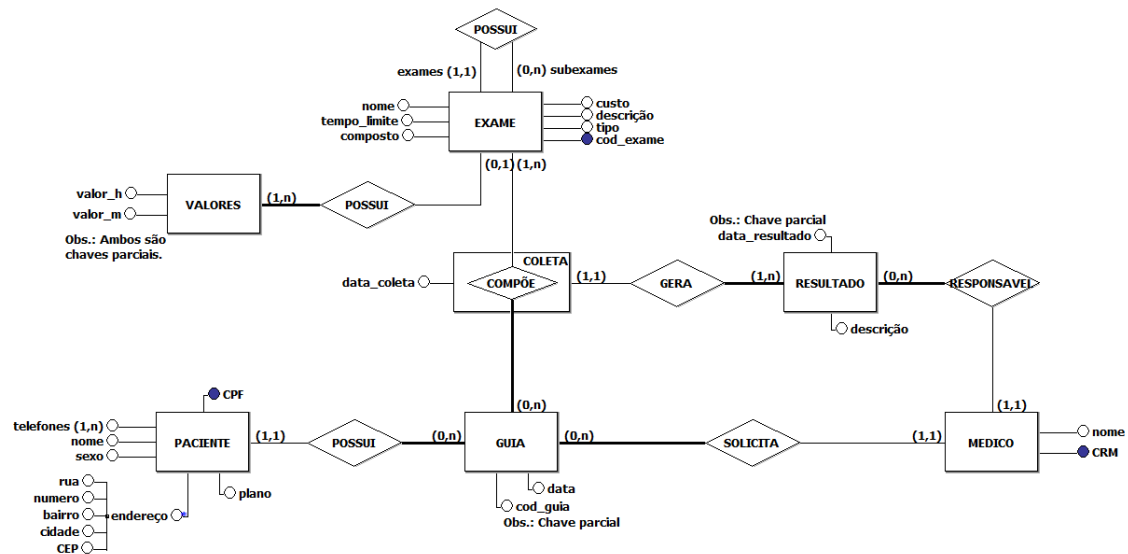 POSSUI
exames (1,1)
(0,n) subexames
nome
tempo_limite
composto
EXAME
custo
descrição
tipo
cod_exame
(0,1)
(1,n)
valor_h
valor_m
VALORES
(1,n)
POSSUI
Obs.: Ambos são
chaves parciais.
data_coleta
COLETA
COMPÕE
(1,1)
GERA
(1,n)
Obs.: Chave parcial
data_resultado
RESULTADO
descrição
(0,n)
RESPONSAVEL
CPF
telefones (1,n)
nome
sexo
PACIENTE
(1,1)
POSSUI
(0,n)
(0,n)
GUIA
(0,n)
SOLICITA
(1,1)
(1,1)
MEDICO
nome
CRM
rua
numero
bairro
cidade
CEP
endereço
plano
data
cod_guia
Obs.: Chave parcial